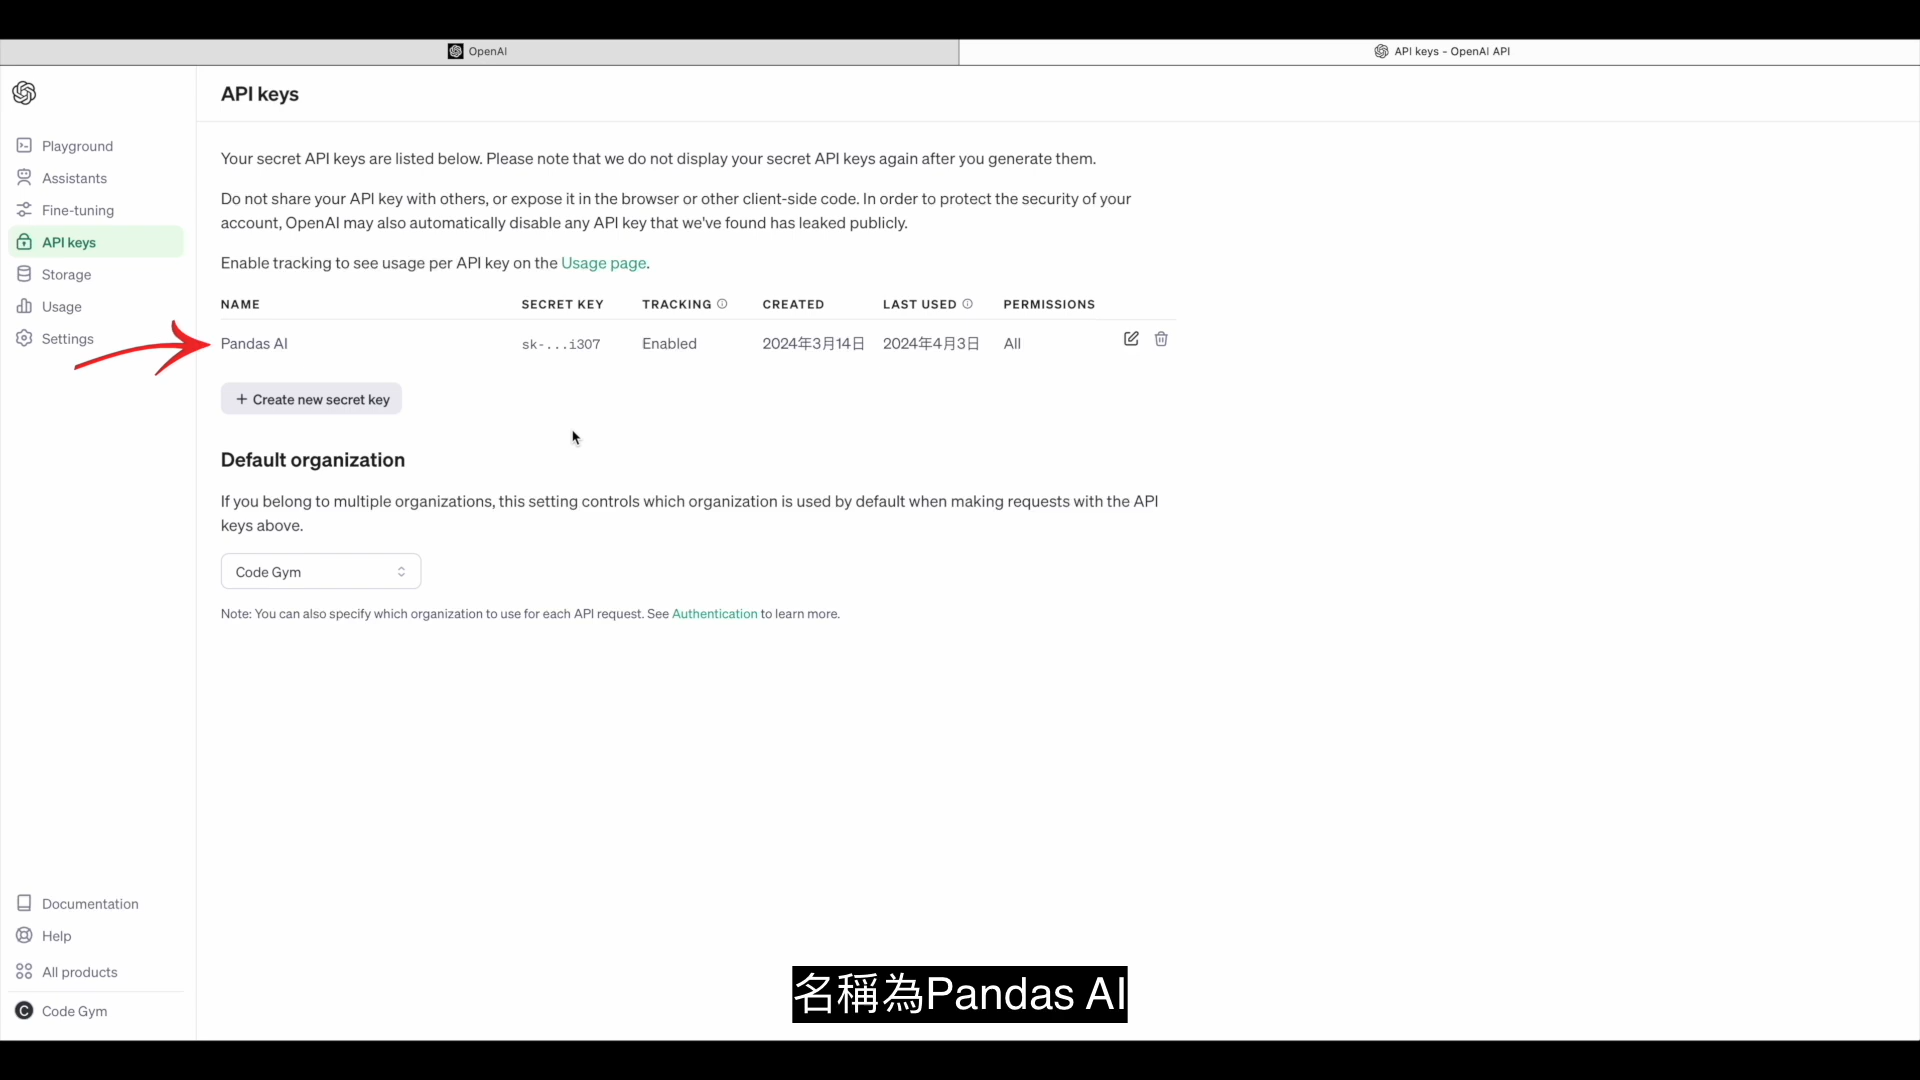 OpenAI
API keys - OpenAI API
API keys
Playground
Assistants
Fine-tuning
API keys
Storage
Usage
Settings
Your secret API keys are listed below. Please note that we do not display your secret API keys again after you generate them.
Do not share your API key with others, or expose it in the browser or other client-side code. In order to protect the security of your
account, OpenAI may also automatically disable any API key that we've found has leaked publicly.
Enable tracking to see usage per API key on the Usage page.
NAME SECRET KEY TRACKING CREATED LAST USED PERMISSIONS
Pandas AI sk-...i307 Enabled 2024年3月14日 2024年4月3日 All
+ Create new secret key
Default organization
If you belong to multiple organizations, this setting controls which organization is used by default when making requests with the API
keys above.
Code Gym
Note: You can also specify which organization to use for each API request. See Authentication to learn more.
Documentation
Help
All products
C Code Gym
名稱為Pandas AI